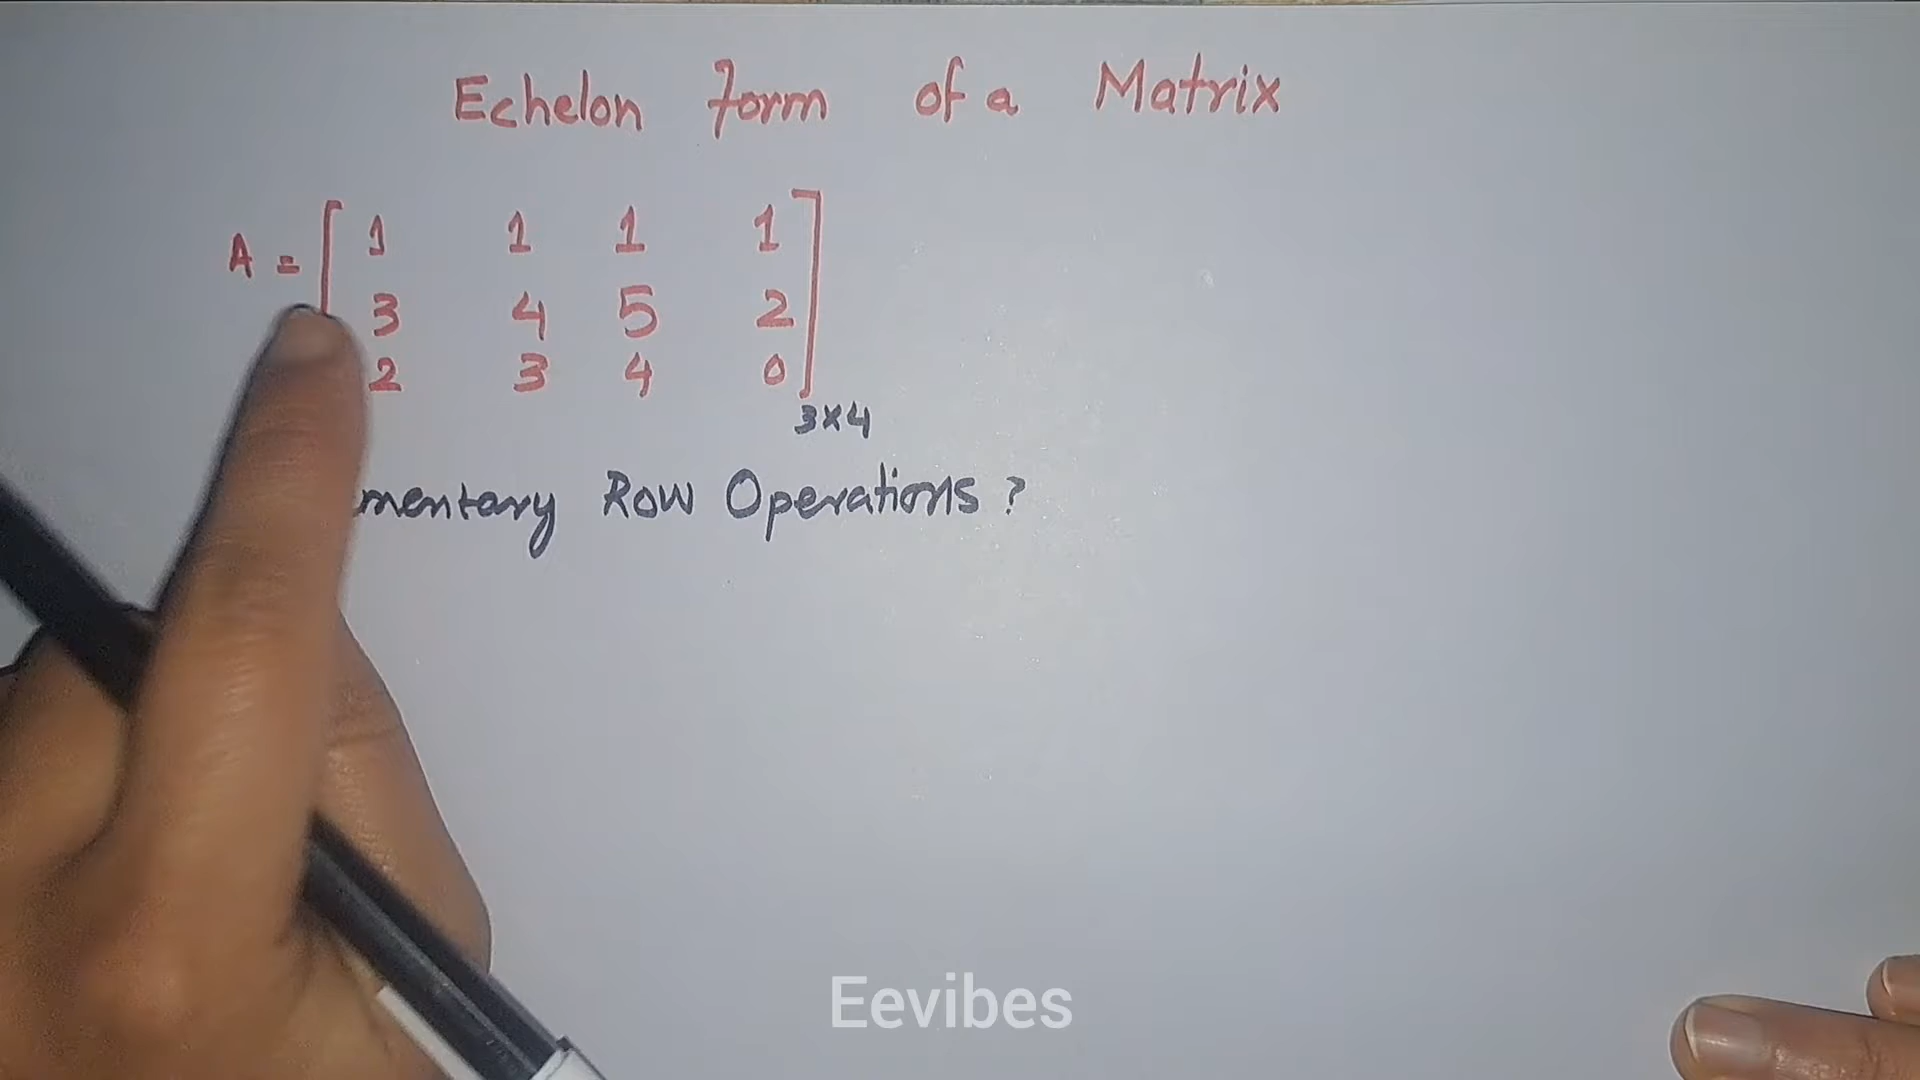 Echelon form of a Matrix
A = [ 1 1 1 1 ]
3 4 5 2
2 3 4 0
3×4
Row Operations ?
Eevibes